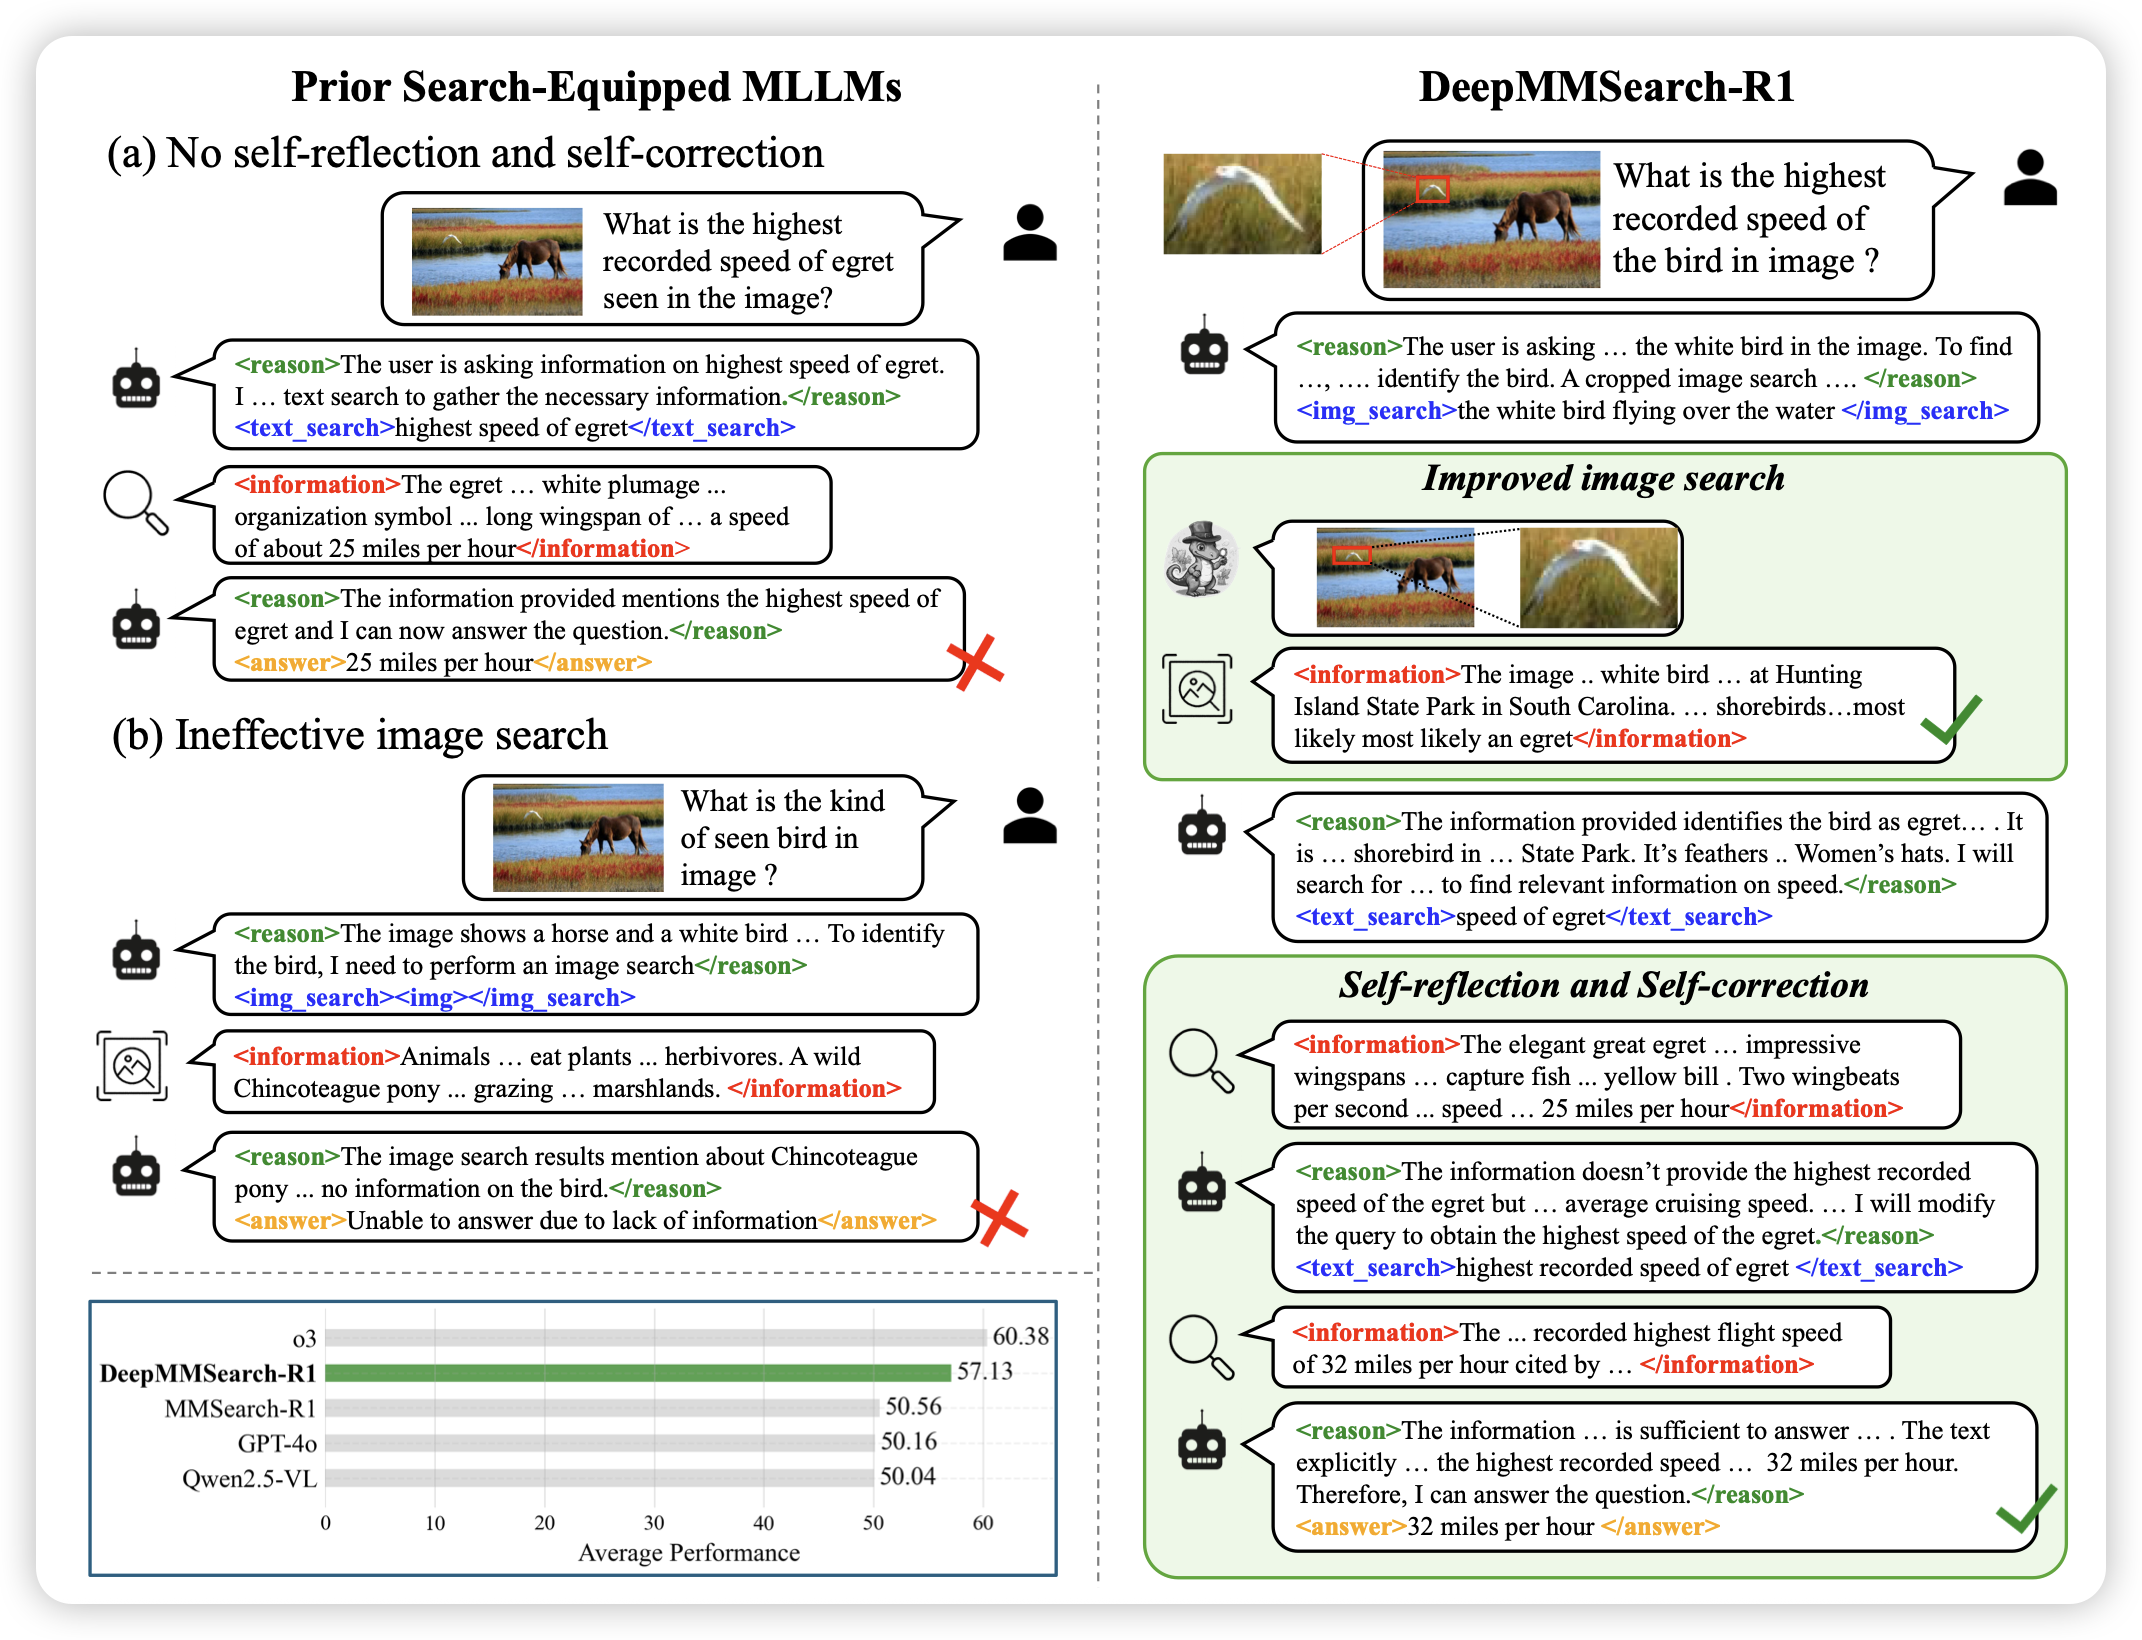 Prior Search-Equipped MLLMs
(a) No self-reflection and self-correction
What is the highest
recorded speed of egret
seen in the image?
<reason>The user is asking information on highest speed of egret.
I … text search to gather the necessary information.</reason>
<text_search>highest speed of egret</text_search>
<information>The egret … white plumage ...
organization symbol ... long wingspan of … a speed
of about 25 miles per hour</information>
<reason>The information provided mentions the highest speed of
egret and I can now answer the question.</reason>
<answer>25 miles per hour</answer>
(b) Ineffective image search
What is the kind
of seen bird in
image ?
<reason>The image shows a horse and a white bird … To identify
the bird, I need to perform an image search</reason>
<img_search><img></img_search>
<information>Animals … eat plants ... herbivores. A wild
Chincoteague pony ... grazing … marshlands. </information>
<reason>The image search results mention about Chincoteague
pony ... no information on the bird.</reason>
<answer>Unable to answer due to lack of information</answer>
o3 60.38
DeepMMSearch-R1 57.13
MMSearch-R1 50.56
GPT-4o 50.16
Qwen2.5-VL 50.04
0 10 20 30 40 50 60
Average Performance
DeepMMSearch-R1
What is the highest
recorded speed of
the bird in image ?
<reason>The user is asking … the white bird in the image. To find
…, …. identify the bird. A cropped image search …. </reason>
<img_search>the white bird flying over the water </img_search>
Improved image search
<information>The image .. white bird … at Hunting
Island State Park in South Carolina. … shorebirds…most
likely most likely an egret</information>
<reason>The information provided identifies the bird as egret… . It
is … shorebird in … State Park. It’s feathers .. Women’s hats. I will
search for … to find relevant information on speed.</reason>
<text_search>speed of egret</text_search>
Self-reflection and Self-correction
<information>The elegant great egret … impressive
wingspans … capture fish ... yellow bill . Two wingbeats
per second ... speed … 25 miles per hour</information>
<reason>The information doesn’t provide the highest recorded
speed of the egret but … average cruising speed. … I will modify
the query to obtain the highest speed of the egret.</reason>
<text_search>highest recorded speed of egret </text_search>
<information>The ... recorded highest flight speed
of 32 miles per hour cited by … </information>
<reason>The information … is sufficient to answer … . The text
explicitly … the highest recorded speed … 32 miles per hour.
Therefore, I can answer the question.</reason>
<answer>32 miles per hour </answer>